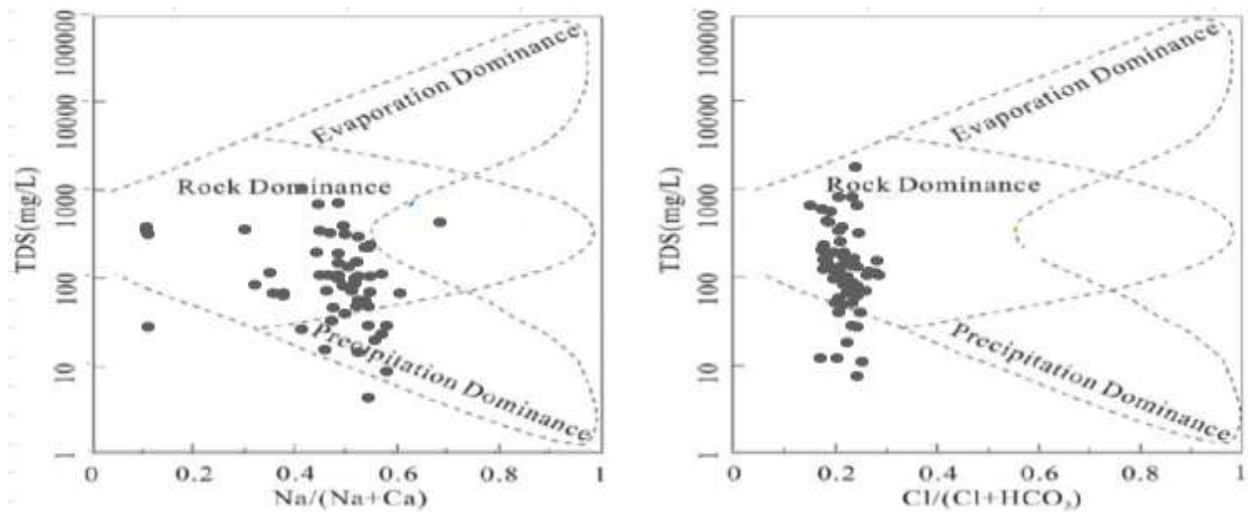 100000
10000
1000
100
10
1
TDS(mg/L)
Evaporation Dominance
Rock Dominance
Precipitation Dominance
0
0.2
0.4
0.6
0.8
1
Na/(Na+Ca)
100000
10000
1000
100
10
1
TDS(mg/L)
Evaporation Dominance
Rock Dominance
Precipitation Dominance
0
0.2
0.4
0.6
0.8
1
Cl/(Cl+HCO₃)